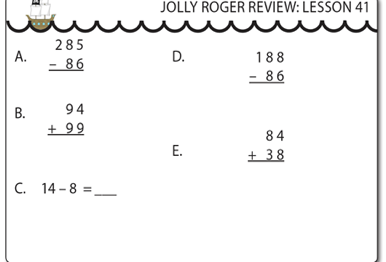 JOLLY ROGER REVIEW: LESSON 41
A. 285
– 86
B. 94
+ 99
C. 14 – 8 = ___
D. 188
– 86
E. 84
+ 38